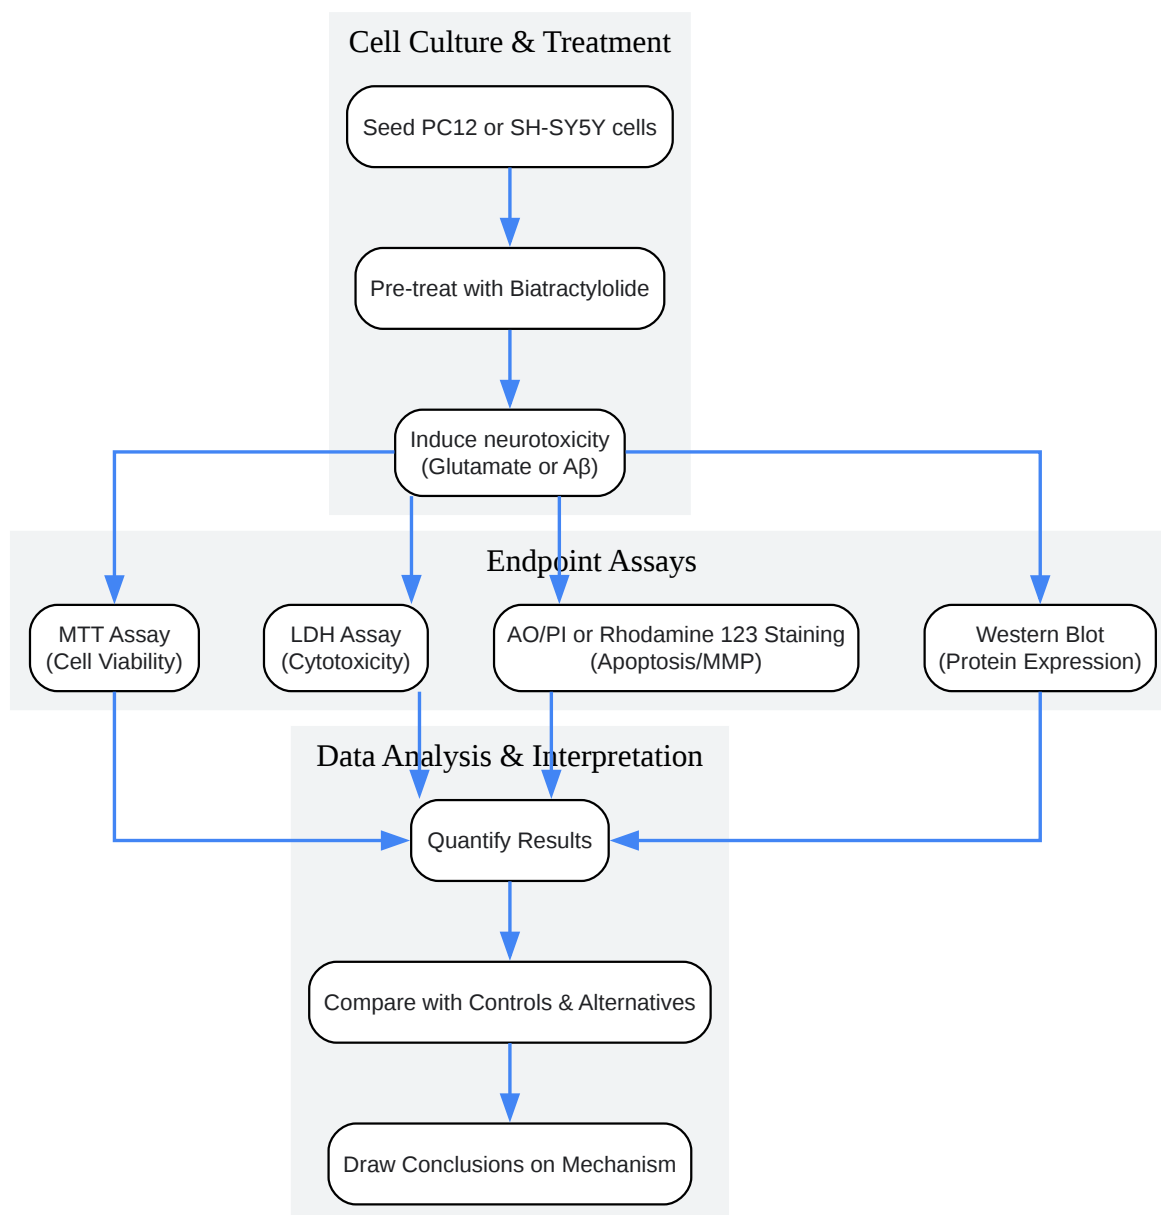 Cell Culture & Treatment
Seed PC12 or SH-SY5Y cells
Pre-treat with Biatractylolide
Induce neurotoxicity
(Glutamate or Aβ)
Endpoint Assays
MTT Assay
(Cell Viability)
LDH Assay
(Cytotoxicity)
AO/PI or Rhodamine 123 Staining
(Apoptosis/MMP)
Western Blot
(Protein Expression)
Data Analysis & Interpretation
Quantify Results
Compare with Controls & Alternatives
Draw Conclusions on Mechanism